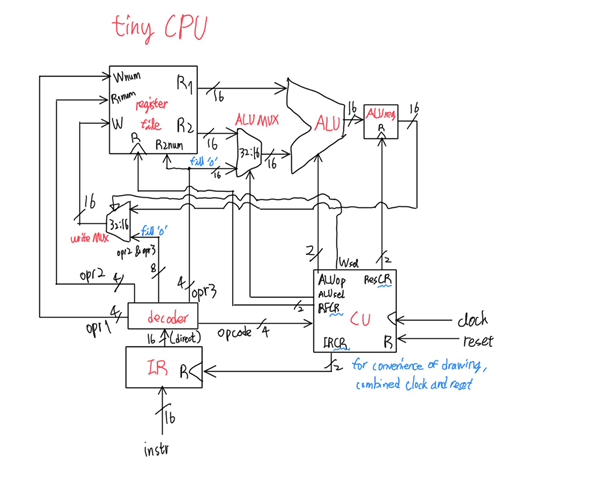 tiny CPU
Wnum
R1num
W
register
file
R1
R2
R R2num
16
16
ALU MUX
32:16
fill '0'
16
16
ALU
16
ALUreg
R
16
16
write MUX
32:16
fill '0'
opr2 & opr3
8
opr2
4
4
opr3
opr1
4
decoder
16
(direct)
opcode
4
2
Wsel
2
2
ALUop
ALUsel
RFCR
ResCR
CU
IRCR
R
clock
reset
2
IR
R
16
instr
for convenience of drawing,
combined clock and reset